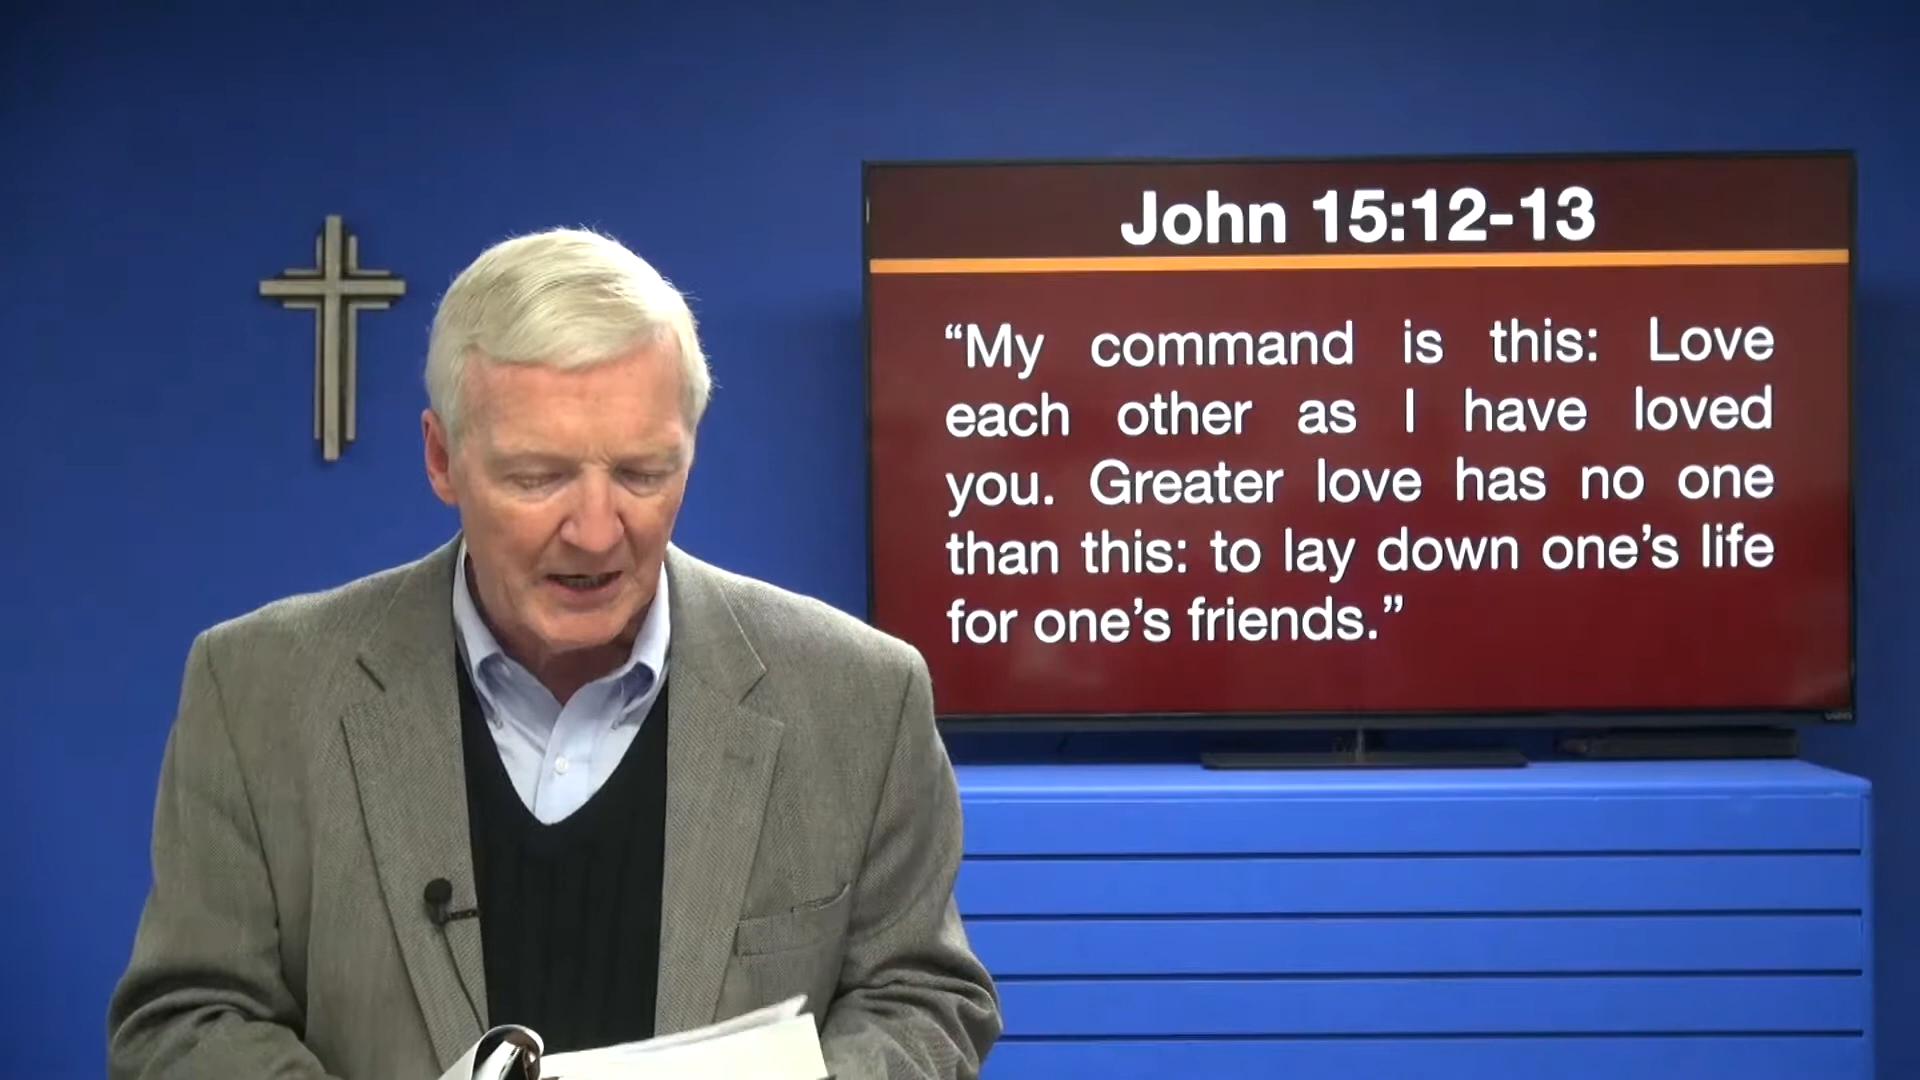 John 15:12-13
“My command is this: Love
each other as I have loved
you. Greater love has no one
than this: to lay down one’s life
for one’s friends.”